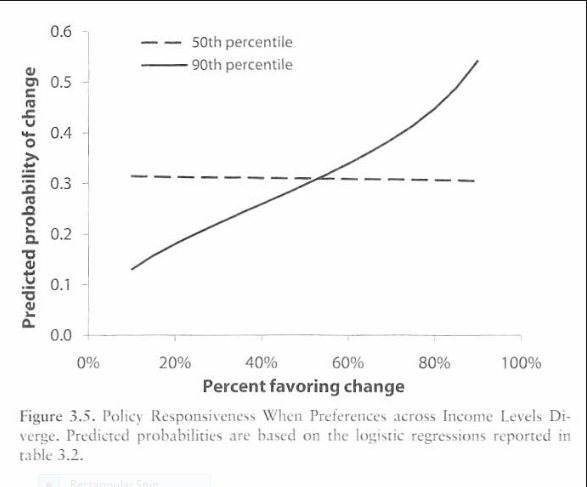 0.6
50th percentile
90th percentile
0.5
0.4
0.3
0.2
0.1
0.0
Predicted probability of change
0% 20% 40% 60% 80% 100%
Percent favoring change
Figure 3.5. Policy Responsiveness When Preferences across Income Levels Di-
verge. Predicted probabilities are based on the logistic regressions reported in
table 3.2.
Rectangular Snip